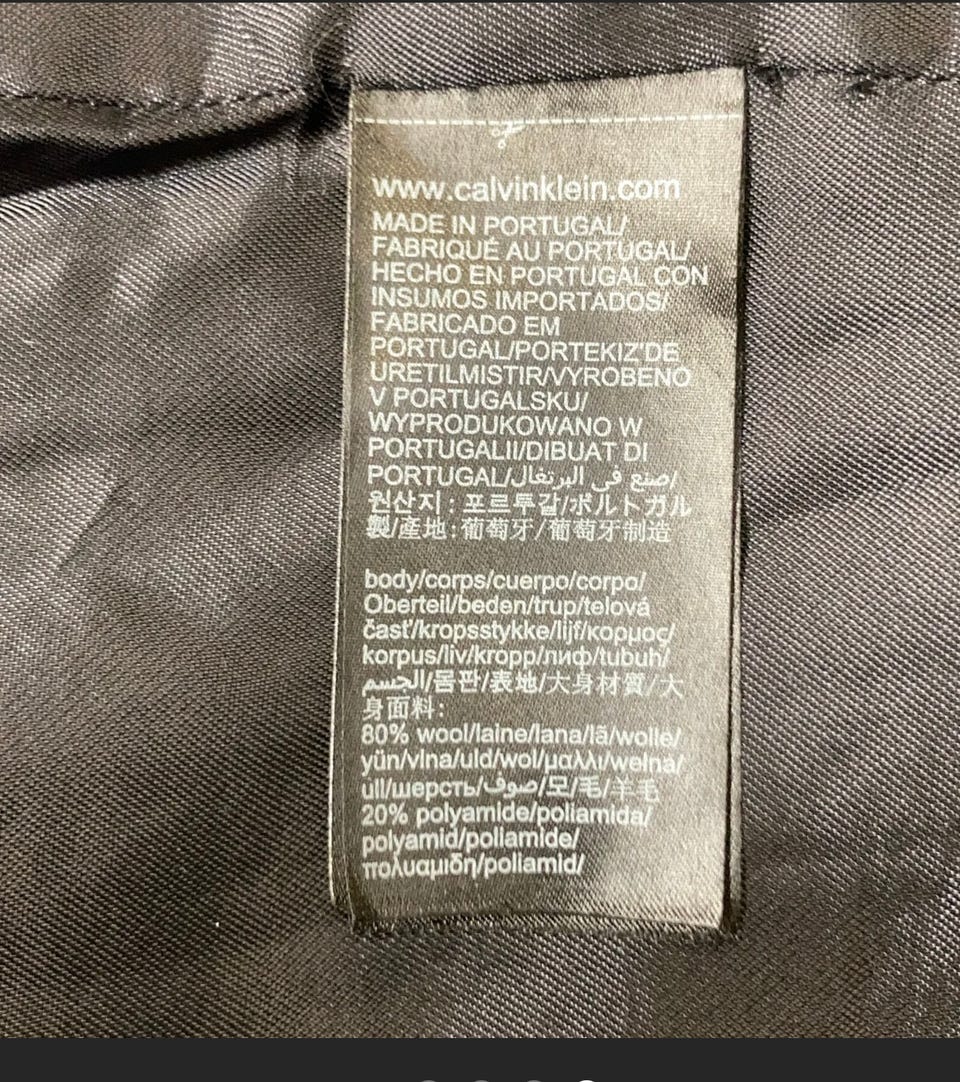 www.calvinklein.com
MADE IN PORTUGAL/
FABRIQUÉ AU PORTUGAL/
HECHO EN PORTUGAL CON
INSUMOS IMPORTADOS/
FABRICADO EM
PORTUGAL/PORTEKIZ'DE
URETILMISTIR/VYROBENO
V PORTUGALSKU/
WYPRODUKOWANO W
PORTUGALII/DIBUAT DI
PORTUGAL/صنع في البرتغال/
원산지 : 포르투갈/ポルトガル
製/產地:葡萄牙/葡萄牙制造
body/corps/cuerpo/corpo/
Oberteil/beden/trup/telová
časť/kropsstykke/lijf/κορμος/
korpus/liv/kropp/лиф/tubuh/
الجسم/몸판/表地/大身材質/大
身面料:
80% wool/laine/lana/lã/wolle/
yün/vlna/uld/wol/μαλλι/wełna/
ull/шерсть/صوف/모/毛/羊毛
20% polyamide/poliamida/
polyamid/poliamide/
πολυαμιδη/poliamid/